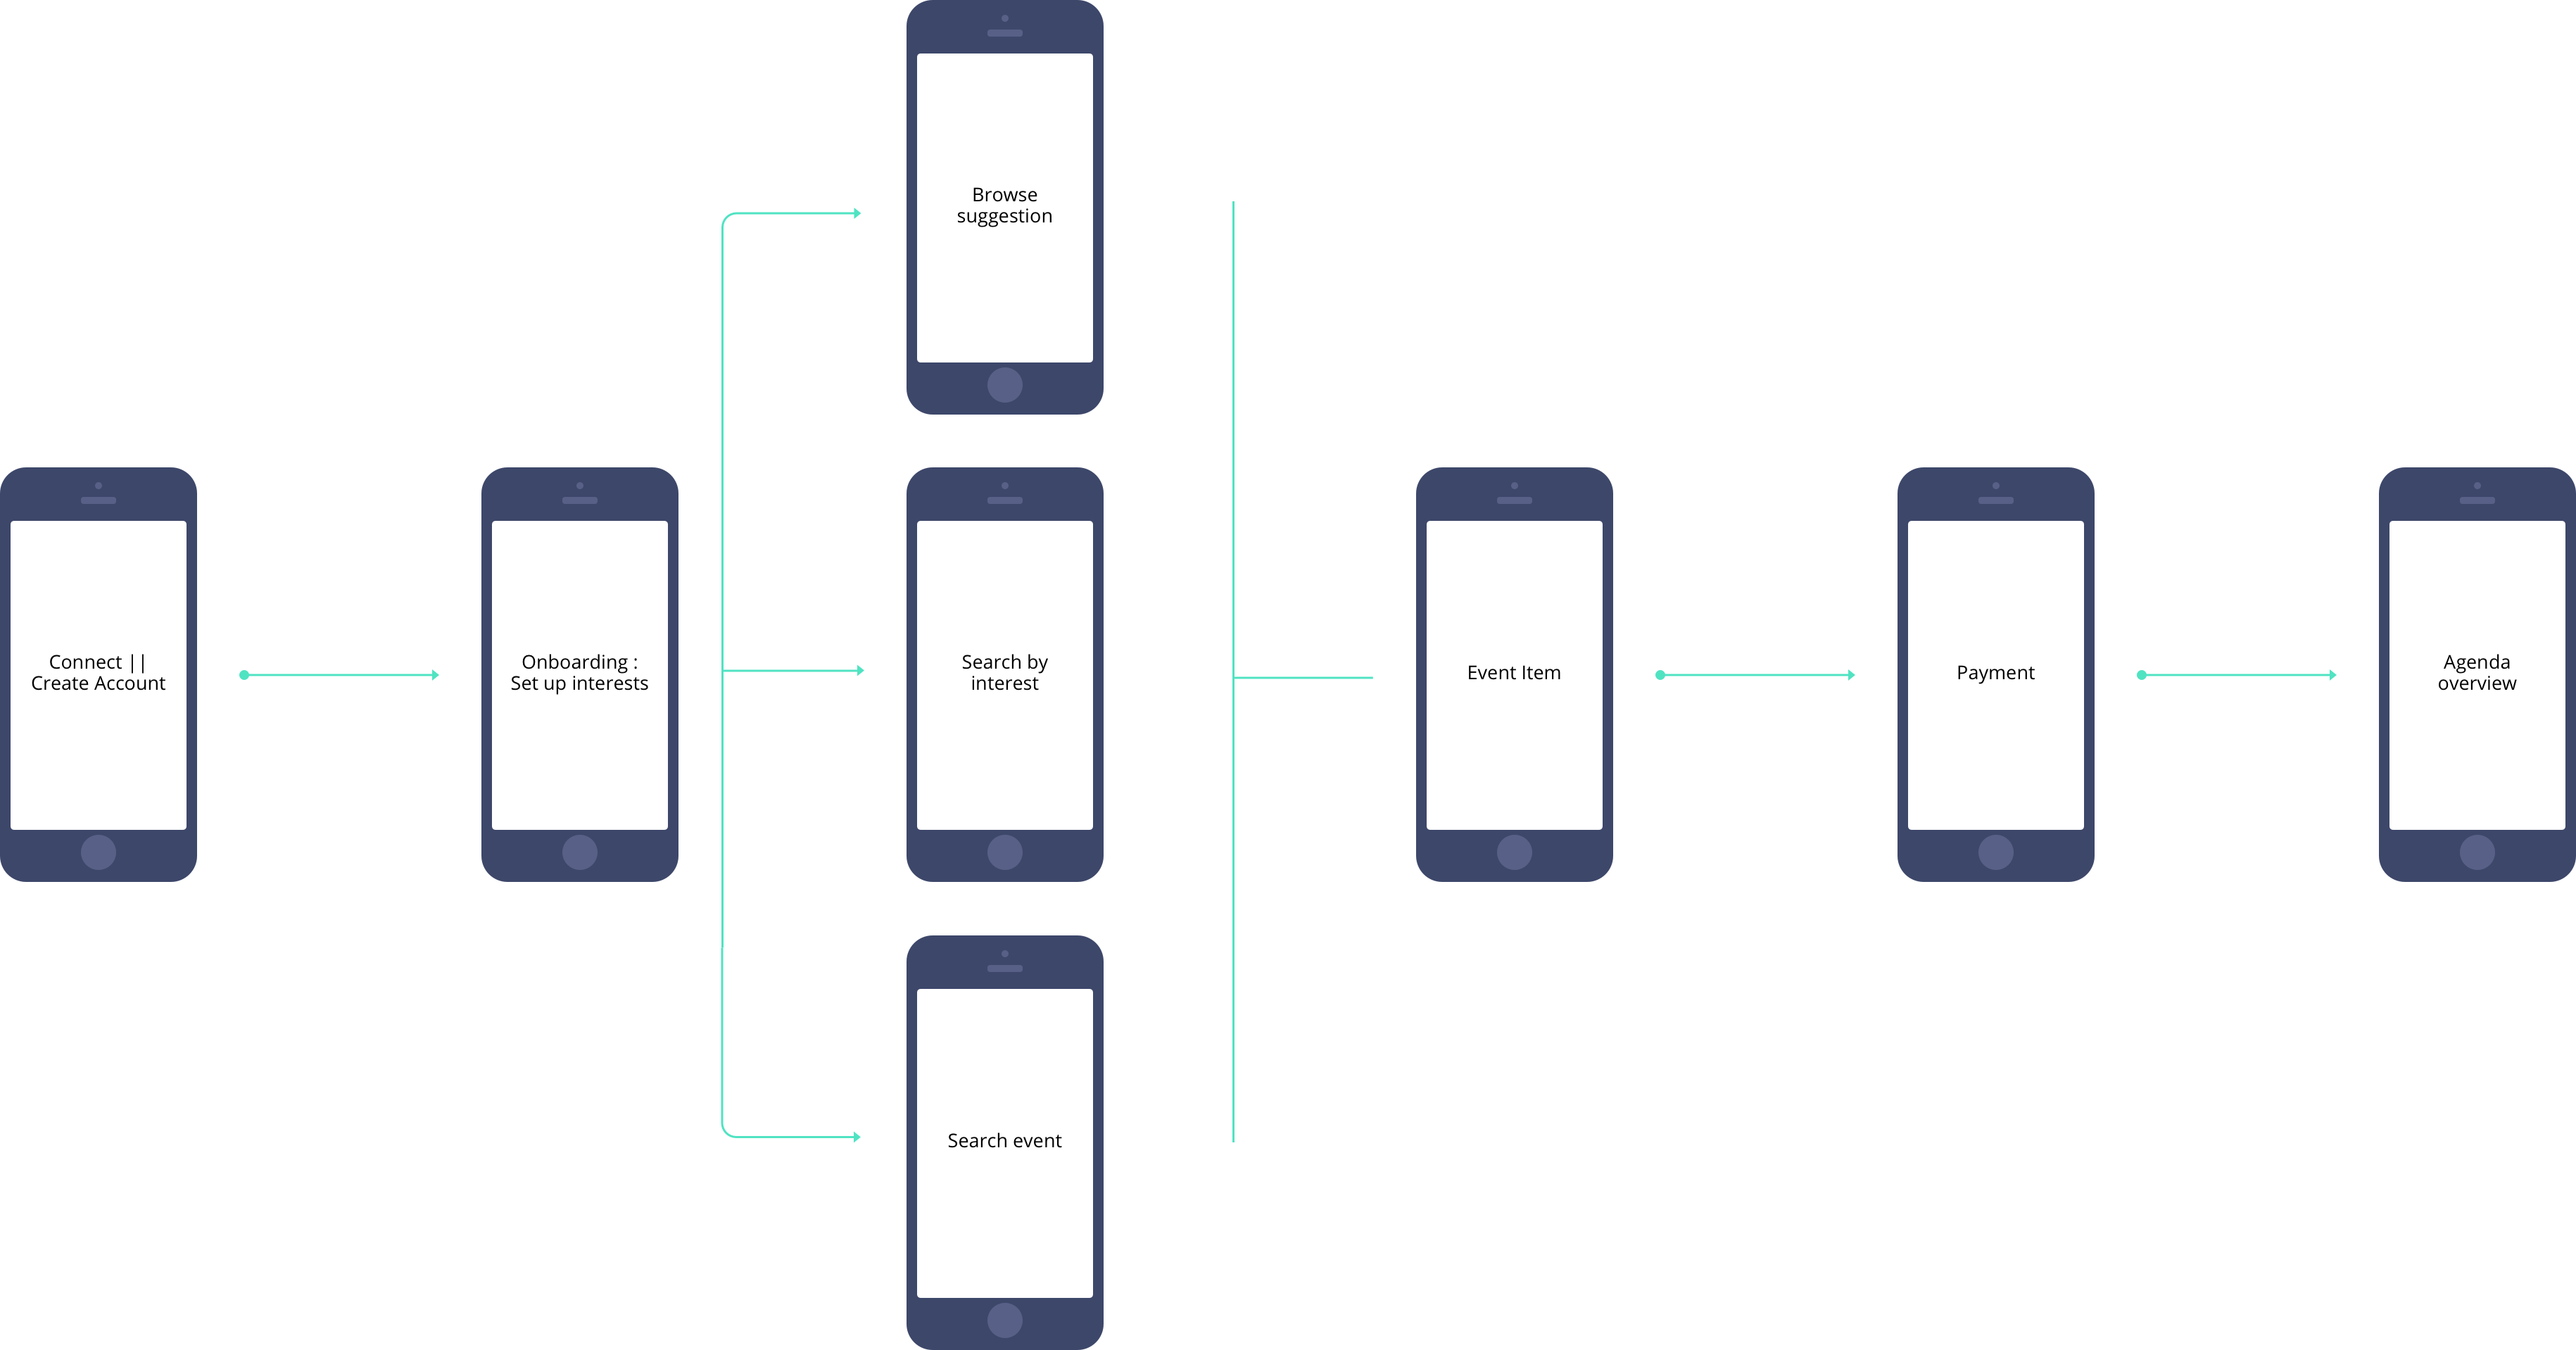 Connect ||
Create Account
Onboarding :
Set up interests
Browse
suggestion
Search by
interest
Search event
Event Item
Payment
Agenda
overview